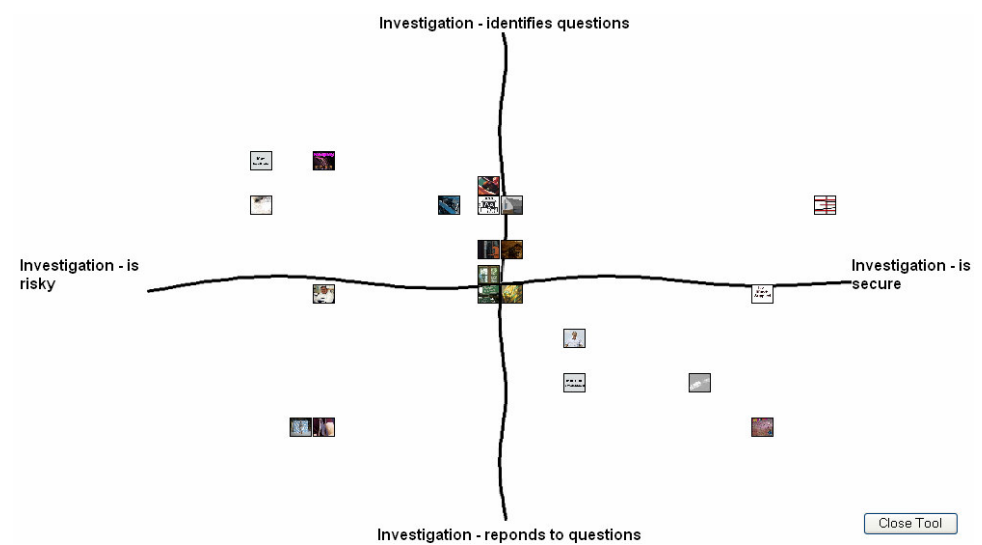 Investigation - identifies questions
Investigation - is
risky
Investigation - is
secure
Investigation - reponds to questions
Close Tool